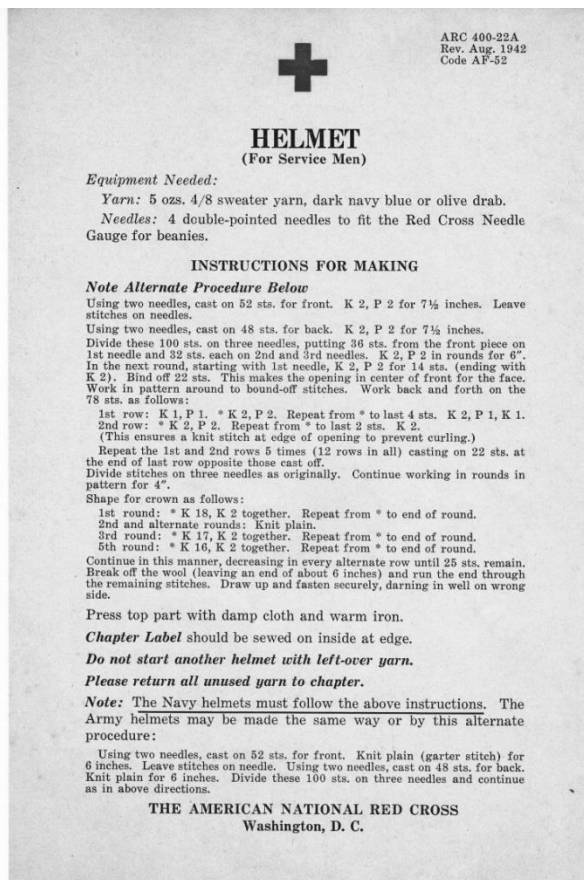 ARC 400-22A
Rev. Aug. 1942
Code AF-52
HELMET
(For Service Men)
Equipment Needed:
Yarn: 5 ozs. 4/8 sweater yarn, dark navy blue or olive drab.
Needles: 4 double-pointed needles to fit the Red Cross Needle
Gauge for beanies.
INSTRUCTIONS FOR MAKING
Note Alternate Procedure Below
Using two needles, cast on 52 sts. for front. K 2, P 2 for 7½ inches. Leave
stitches on needles.
Using two needles, cast on 48 sts. for back. K 2, P 2 for 7½ inches.
Divide these 100 sts. on three needles, putting 36 sts. from the front piece on
1st needle and 32 sts. each on 2nd and 3rd needles. K 2, P 2 in rounds for 6″.
In the next round, starting with 1st needle, K 2, P 2 for 14 sts. (ending with
K 2). Bind off 22 sts. This makes the opening in center of front for the face.
Work in pattern around to bound-off stitches. Work back and forth on the
78 sts. as follows:
1st row: K 1, P 1. * K 2, P 2. Repeat from * to last 4 sts. K 2, P 1, K 1.
2nd row: * K 2, P 2. Repeat from * to last 2 sts. K 2.
(This ensures a knit stitch at edge of opening to prevent curling.)
Repeat the 1st and 2nd rows 5 times (12 rows in all) casting on 22 sts. at
the end of last row opposite those cast off.
Divide stitches on three needles as originally. Continue working in rounds in
pattern for 4″.
Shape for crown as follows:
1st round: * K 18, K 2 together. Repeat from * to end of round.
2nd and alternate rounds: Knit plain.
3rd round: * K 17, K 2 together. Repeat from * to end of round.
5th round: * K 16, K 2 together. Repeat from * to end of round.
Continue in this manner, decreasing in every alternate row until 25 sts. remain.
Break off the wool (leaving an end of about 6 inches) and run the end through
the remaining stitches. Draw up and fasten securely, darning in well on wrong
side.
Press top part with damp cloth and warm iron.
Chapter Label should be sewed on inside at edge.
Do not start another helmet with left-over yarn.
Please return all unused yarn to chapter.
Note: The Navy helmets must follow the above instructions. The
Army helmets may be made the same way or by this alternate
procedure:
Using two needles, cast on 52 sts. for front. Knit plain (garter stitch) for
6 inches. Leave stitches on needle. Using two needles, cast on 48 sts. for back.
Knit plain for 6 inches. Divide these 100 sts. on three needles and continue
as in above directions.
THE AMERICAN NATIONAL RED CROSS
Washington, D. C.